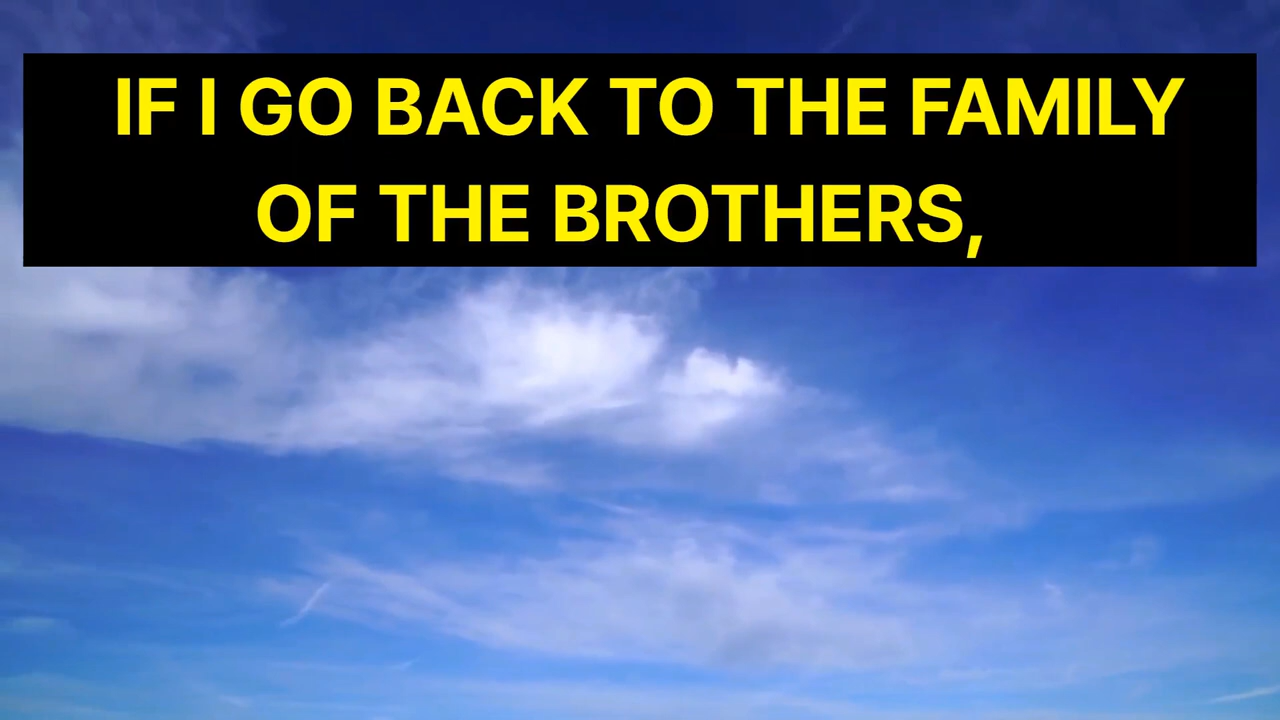 IF I GO BACK TO THE FAMILY
OF THE BROTHERS,